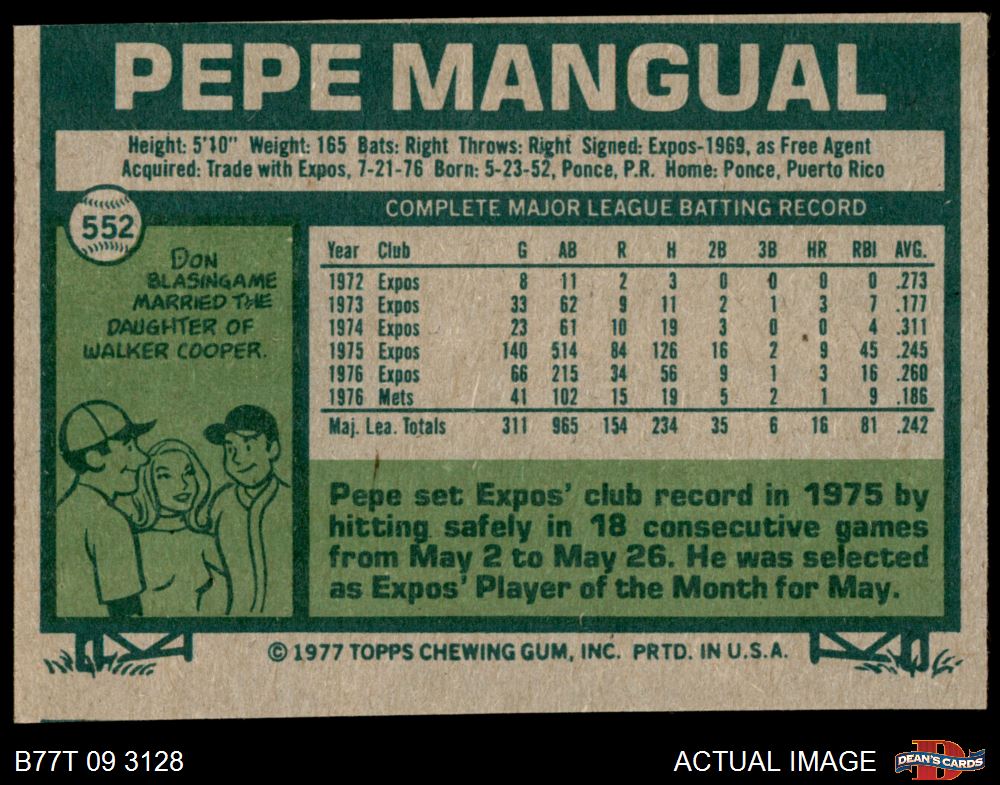 PEPE MANGUAL
Height: 5'10" Weight: 165 Bats: Right Throws: Right Signed: Expos-1969, as Free Agent
Acquired: Trade with Expos, 7-21-76 Born: 5-23-52, Ponce, P.R. Home: Ponce, Puerto Rico
552
COMPLETE MAJOR LEAGUE BATTING RECORD
DON
BLASINGAME
MARRIED THE
DAUGHTER OF
WALKER COOPER.
Year Club G AB R H 2B 3B HR RBI AVG.
1972 Expos 8 11 2 3 0 0 0 0 .273
1973 Expos 33 62 9 11 2 1 3 7 .177
1974 Expos 23 61 10 19 3 0 0 4 .311
1975 Expos 140 514 84 126 16 2 9 45 .245
1976 Expos 66 215 34 56 9 1 3 16 .260
1976 Mets 41 102 15 19 5 2 1 9 .186
Maj. Lea. Totals 311 965 154 234 35 6 16 81 .242
Pepe set Expos' club record in 1975 by
hitting safely in 18 consecutive games
from May 2 to May 26. He was selected
as Expos' Player of the Month for May.
© 1977 TOPPS CHEWING GUM, INC. PRTD. IN U.S.A.
B77T 09 3128
ACTUAL IMAGE
D
DEAN'S CARDS